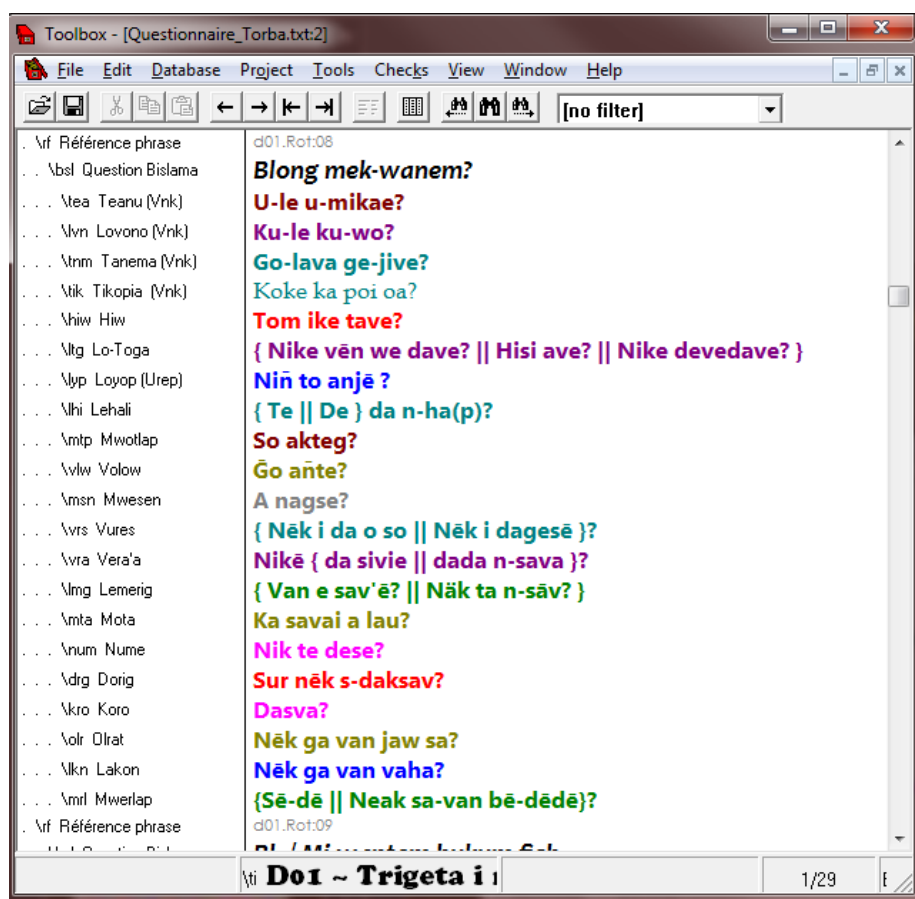 Toolbox - [Questionnaire_Torba.txt:2]
File Edit Database Project Tools Checks View Window Help
[no filter]
. \rf Référence phrase d01.Rot:08
. . \bsl Question Bislama Blong mek-wanem?
. . . \tea Teanu (Vnk) U-le u-mikae?
. . . \lvn Lovono (Vnk) Ku-le ku-wo?
. . . \tnm Tanema (Vnk) Go-lava ge-jive?
. . . \tik Tikopia (Vnk) Koke ka poi oa?
. . . \hiw Hiw Tom ike tave?
. . . \ltg Lo-Toga { Nike vēn we dave? || Hisi ave? || Nike devedave? }
. . . \lyp Loyop (Urep) Nin̄ to anjē ?
. . . \lhi Lehali { Te || De } da n-ha(p)?
. . . \mtp Mwotlap So akteg?
. . . \vlw Volow Ḡo an̄te?
. . . \msn Mwesen A nagse?
. . . \vrs Vures { Nēk i da o so || Nēk i dagesē }?
. . . \vra Vera'a Nikē { da sivie || dada n-sava }?
. . . \lmg Lemerig { Van e sav'ē? || Näk ta n-sāv? }
. . . \mta Mota Ka savai a lau?
. . . \num Nume Nik te dese?
. . . \drg Dorig Sur nēk s-daksav?
. . . \kro Koro Dasva?
. . . \olr Olrat Nēk ga van jaw sa?
. . . \lkn Lakon Nēk ga van vaha?
. . . \mrl Mwerlap {Sē-dē || Neak sa-van bē-dēdē}?
. \rf Référence phrase d01.Rot:09
\ti D01 ~ Trigeta i 1/29